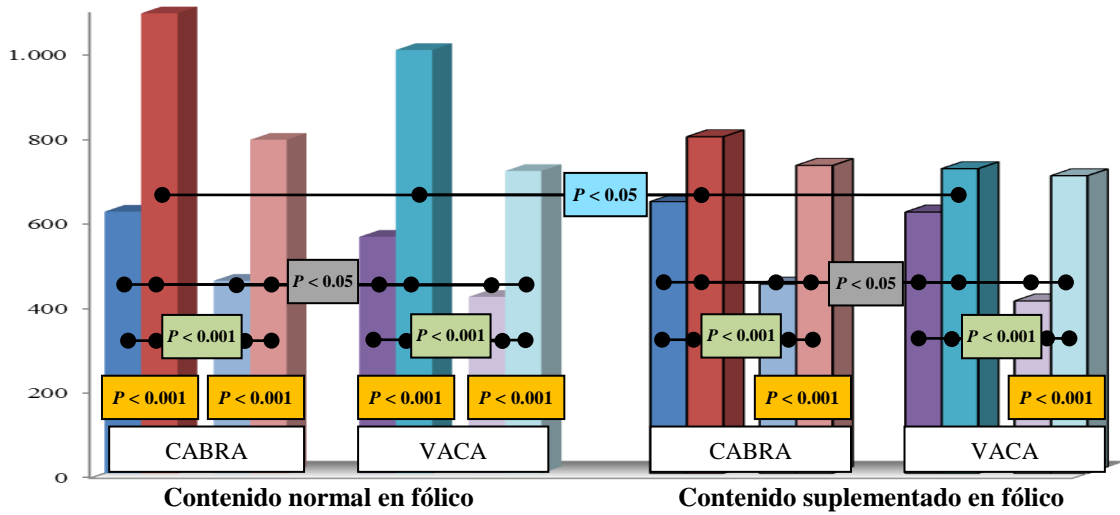 1.000
800
600
400
200
0
P < 0.05
P < 0.05
P < 0.05
P < 0.001
P < 0.001
P < 0.001
P < 0.001
P < 0.001
P < 0.001
P < 0.001
P < 0.001
P < 0.001
P < 0.001
CABRA
VACA
CABRA
VACA
Contenido normal en fólico
Contenido suplementado en fólico